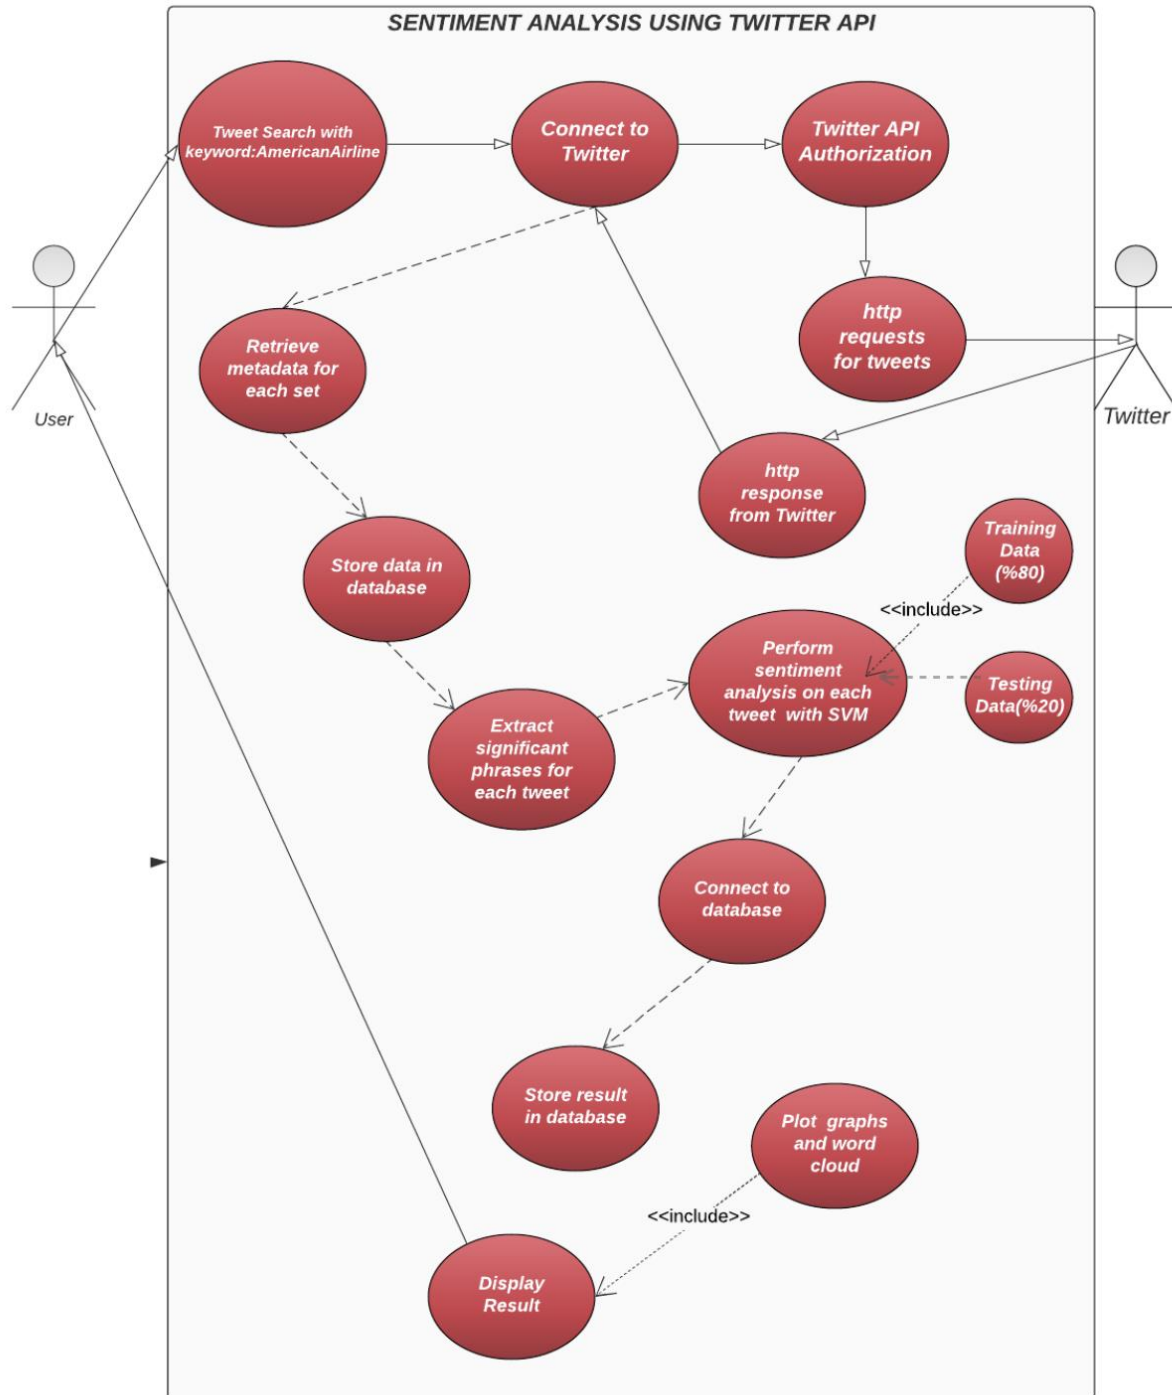 SENTIMENT ANALYSIS USING TWITTER API
Tweet Search with
keyword:AmericanAirline
Connect to
Twitter
Twitter API
Authorization
http
requests
for tweets
Retrieve
metadata for
each set
User
Twitter
http
response
from Twitter
Training
Data
(%80)
<<include>>
Store data in
database
Perform
sentiment
analysis on each
tweet with SVM
Testing
Data(%20)
Extract
significant
phrases for
each tweet
Connect to
database
Store result
in database
Plot graphs
and word
cloud
<<include>>
Display
Result